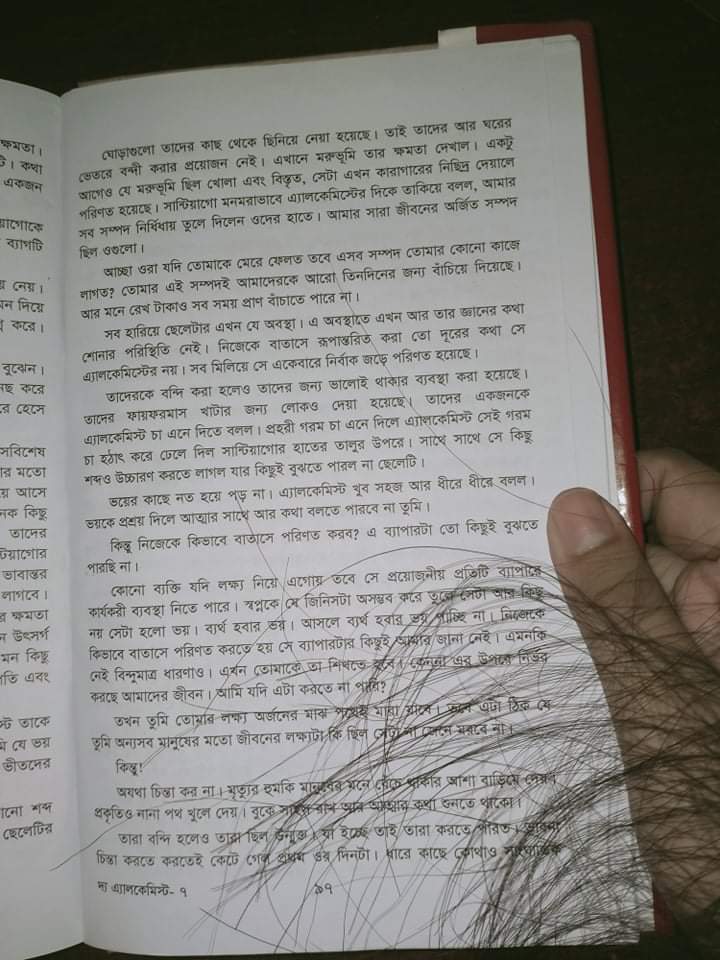 ক্ষমতা।
টি। কথা
একজন
য়াগোকে
ব্যাগটি
য় নেয়।
মন দিয়ে
করে।
বুঝেন।
নছ করে
রে হেসে
সবিশেষ
ার মতো
য়ে আসে
নক কিছু
তাদের
ন্টিয়াগোর
ভাবান্তর
লাগবে।
র ক্ষমতা
ন উৎসর্গ
মন কিছু
গতি এবং
স্ট তাকে
মি যে ভয়
ভীতদের
কোনো শব্দ
ছেলেটির
ঘোড়াগুলো তাদের কাছ থেকে ছিনিয়ে নেয়া হয়েছে। তাই তাদের আর ঘরের
ভেতরে বন্দী করার প্রয়োজন নেই। এখানে মরুভূমি তার ক্ষমতা দেখাল। একটু
আগেও যে মরুভূমি ছিল খোলা এবং বিস্তৃত, সেটা এখন কারাগারের নিছিদ্র দেয়ালে
পরিণত হয়েছে। সান্টিয়াগো মনমরাভাবে এ্যালকেমিস্টের দিকে তাকিয়ে বলল, আমার
সব সম্পদ নির্ধিধায় তুলে দিলেন ওদের হাতে। আমার সারা জীবনের অর্জিত সম্পদ
ছিল ওগুলো।
আচ্ছা ওরা যদি তোমাকে মেরে ফেলত তবে এসব সম্পদ তোমার কোনো কাজে
লাগত? তোমার এই সম্পদই আমাদেরকে আরো তিনদিনের জন্য বাঁচিয়ে দিয়েছে।
আর মনে রেখ টাকাও সব সময় প্রাণ বাঁচাতে পারে না।
সব হারিয়ে ছেলেটার এখন যে অবস্থা। এ অবস্থাতে এখন আর তার জ্ঞানের কথা
শোনার পরিস্থিতি নেই। নিজেকে বাতাসে রূপান্তরিত করা তো দূরের কথা সে
এ্যালকেমিস্টের নয়। সব মিলিয়ে সে একেবারে নির্বাক জড়ে পরিণত হয়েছে।
তাদেরকে বন্দি করা হলেও তাদের জন্য ভালোই থাকার ব্যবস্থা করা হয়েছে।
তাদের ফায়ফরমাস খাটার জন্য লোকও দেয়া হয়েছে। তাদের একজনকে
এ্যালকেমিস্ট চা এনে দিতে বলল। প্রহরী গরম চা এনে দিলে এ্যালকেমিস্ট সেই গরম
চা হঠাৎ করে ঢেলে দিল সান্টিয়াগোর হাতের তালুর উপরে। সাথে সাথে সে কিছু
শব্দও উচ্চারণ করতে লাগল যার কিছুই বুঝতে পারল না ছেলেটি।
ভয়ের কাছে নত হয়ে পড় না। এ্যালকেমিস্ট খুব সহজ আর ধীরে ধীরে বলল।
ভয়কে প্রশ্রয় দিলে আত্মার সাথে আর কথা বলতে পারবে না তুমি।
কিন্তু নিজেকে কিভাবে বাতাসে পরিণত করব? এ ব্যাপারটা তো কিছুই বুঝতে
পারছি না।
কোনো ব্যক্তি যদি লক্ষ্য নিয়ে এগোয় তবে সে প্রয়োজনীয় প্রতিটি ব্যাপারে
কার্যকরী ব্যবস্থা নিতে পারে। স্বপ্নকে যে জিনিসটা অসম্ভব করে তুলে সেটা আর কিছু
নয় সেটা হলো ভয়। ব্যর্থ হবার ভয়। আসলে ব্যর্থ হবার ভয় পাচ্ছি না। নিজেকে
কিভাবে বাতাসে পরিণত করতে হয় সে ব্যাপারটার কিছুই আমার জানা নেই। এমনকি
নেই বিন্দুমাত্র ধারণাও। এখন তোমাকে তা শিখতে হবে। কেননা এর উপরে নির্ভর
করছে আমাদের জীবন। আমি যদি এটা করতে না পারি?
তখন তুমি তোমার লক্ষ্য অর্জনের মাঝ পথেই মারা যাবে। তবে এটা ঠিক যে
তুমি অন্যসব মানুষের মতো জীবনের লক্ষ্যটা কি ছিল সেটা না জেনে মরবে না।
কিন্তু!
অযথা চিন্তা কর না। মৃত্যুর হুমকি মানুষের মনে বেঁচে থাকার আশা বাড়িয়ে দেয়।
প্রকৃতিও নানা পথ খুলে দেয়। বুকে সাহস রাখ আর আত্মার কথা শুনতে থাকো।
তারা বন্দি হলেও তারা ছিল উন্মুক্ত। যা ইচ্ছে তাই তারা করতে পারত। ভাবনা
চিন্তা করতে করতেই কেটে গেল প্রথম ওর দিনটা। ধারে কাছে কোথাও
দ্য এ্যালকেমিস্ট- ৭
৯৭